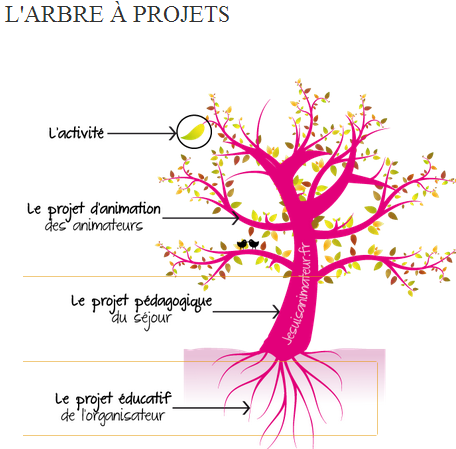 L'ARBRE À PROJETS
L'activité
Le projet d'animation
des animateurs
Le projet pédagogique
du séjour
Jesuisanimateur.fr
Le projet éducatif
de l'organisateur